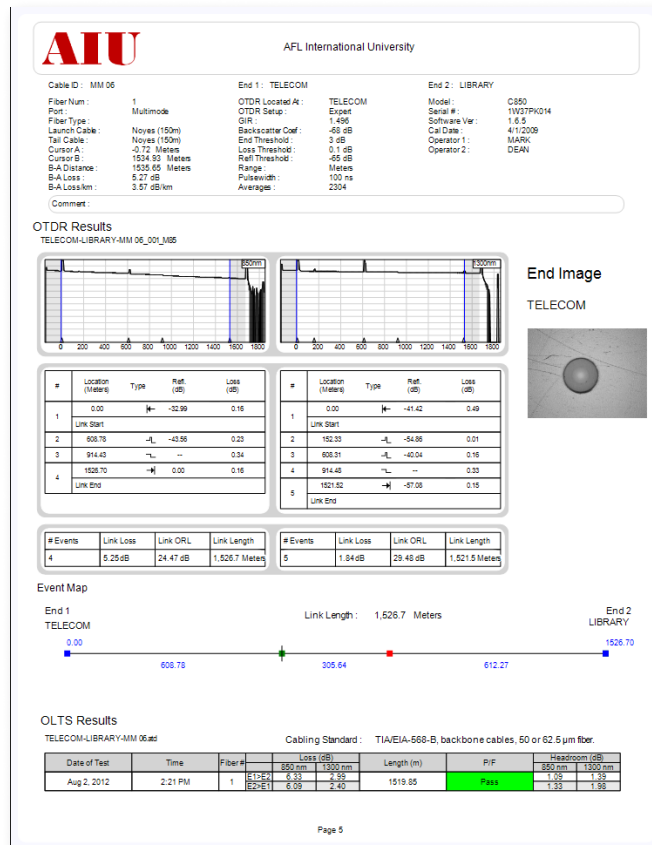 AIU
AFL International University
Cable ID : MM 06 End 1 : TELECOM End 2 : LIBRARY
Fiber Num : 1 OTDR Located At : TELECOM Model : C850
Port : Multimode OTDR Setup : Expert Serial # : 1W37PK014
Fiber Type : GIR : 1.496 Software Ver : 1.6.5
Launch Cable : Noyes (150m) Backscatter Coef : -68 dB Cal Date : 4/1/2009
Tail Cable : Noyes (150m) End Threshold : 3 dB Operator 1 : MARK
Cursor A : -0.72 Meters Loss Threshold : 0.1 dB Operator 2 : DEAN
Cursor B : 1534.93 Meters Refl Threshold : -65 dB
B-A Distance : 1535.65 Meters Range : Meters
B-A Loss : 5.27 dB Pulsewidth : 100 ns
B-A Loss/km : 3.57 dB/km Averages : 2304
Comment :
OTDR Results
TELECOM-LIBRARY-MM 06_001_M85
850nm 1300nm
0 200 400 600 800 1000 1200 1400 1600 1800
0 200 400 600 800 1000 1200 1400 1600 1800
End Image
TELECOM
# Location (Meters) Type Refl. (dB) Loss (dB)
1 0.00 -32.99 0.16
Link Start
2 608.78 -43.56 0.23
3 914.43 -- 0.34
4 1526.70 0.00 0.16
Link End
# Location (Meters) Type Refl. (dB) Loss (dB)
1 0.00 -41.42 0.49
Link Start
2 152.33 -54.86 0.01
3 608.31 -40.04 0.16
4 914.48 -- 0.33
5 1521.52 -57.08 0.15
Link End
# Events Link Loss Link ORL Link Length
4 5.25 dB 24.47 dB 1,526.7 Meters
# Events Link Loss Link ORL Link Length
5 1.84 dB 29.48 dB 1,521.5 Meters
Event Map
End 1 Link Length : 1,526.7 Meters End 2
TELECOM LIBRARY
0.00 1526.70
608.78 305.64 612.27
OLTS Results
TELECOM-LIBRARY-MM 06.atd Cabling Standard : TIA/EIA-568-B, backbone cables, 50 or 62.5 µm fiber.
Date of Test Time Fiber # Loss (dB) Length (m) P/F Headroom (dB)
850 nm 1300 nm 850 nm 1300 nm
Aug 2, 2012 2:21 PM 1 E1>E2 6.33 2.99 1519.85 Pass 1.09 1.39
E2>E1 6.09 2.40 1.33 1.98
Page 5